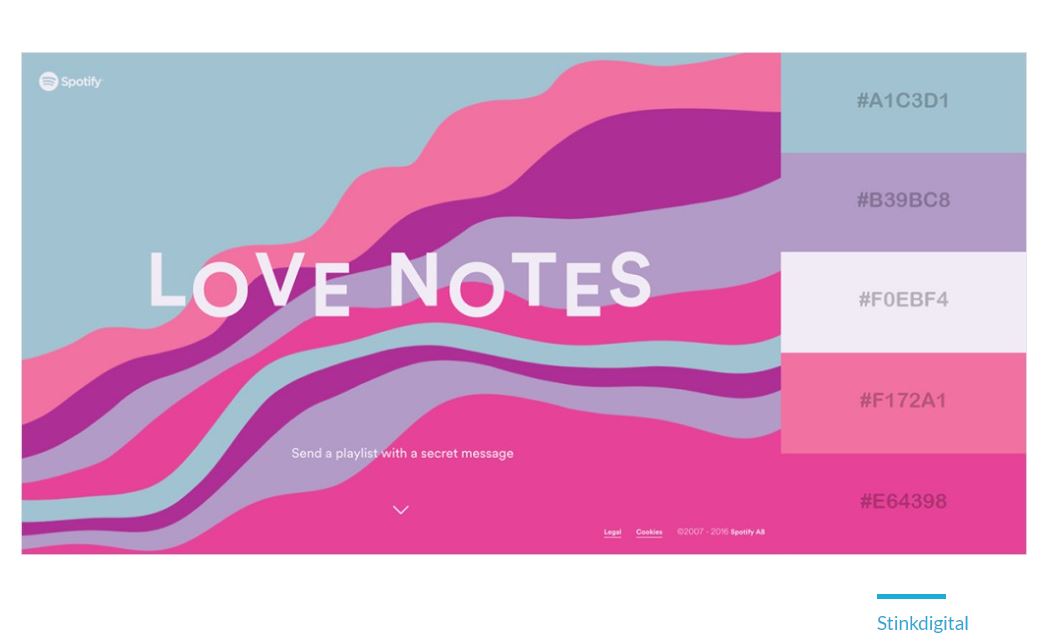 Spotify
LOVE NOTES
Send a playlist with a secret message
Legal Cookies ©2007 - 2016 Spotify AB
#A1C3D1
#B39BC8
#F0EBF4
#F172A1
#E64398
Stinkdigital